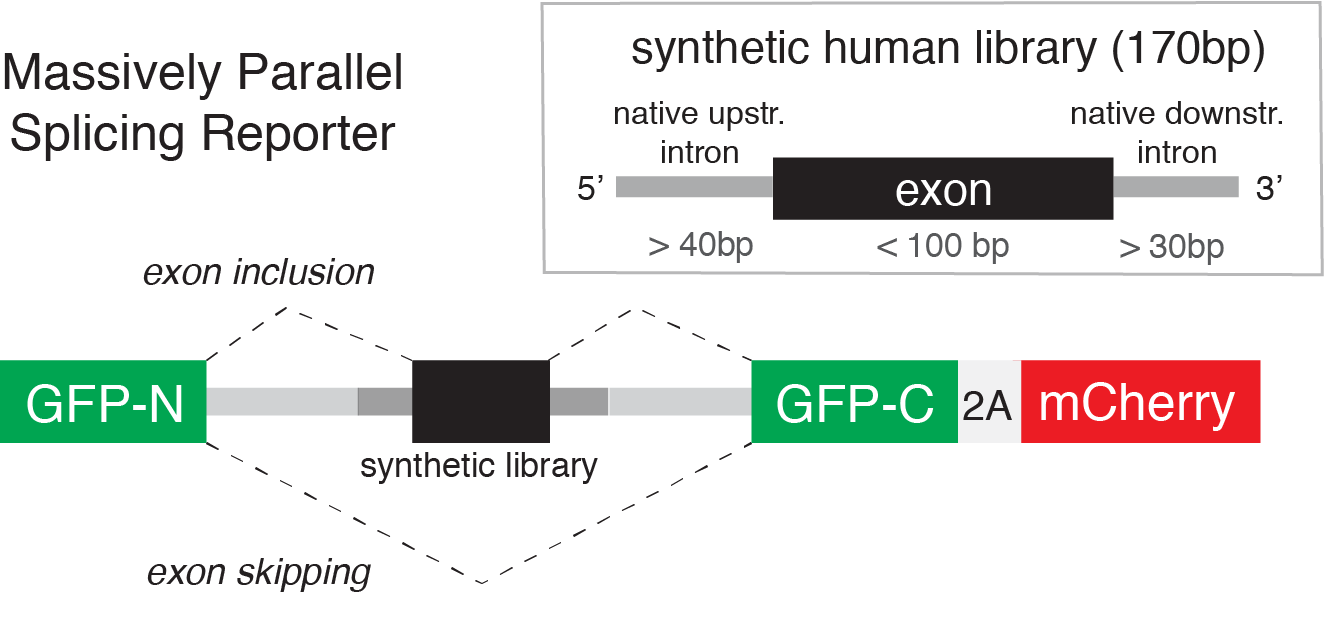 Massively Parallel
Splicing Reporter
synthetic human library (170bp)
native upstr.
intron
native downstr.
intron
5’
exon
3’
> 40bp
< 100 bp
> 30bp
exon inclusion
GFP-N
GFP-C
2A
mCherry
synthetic library
exon skipping